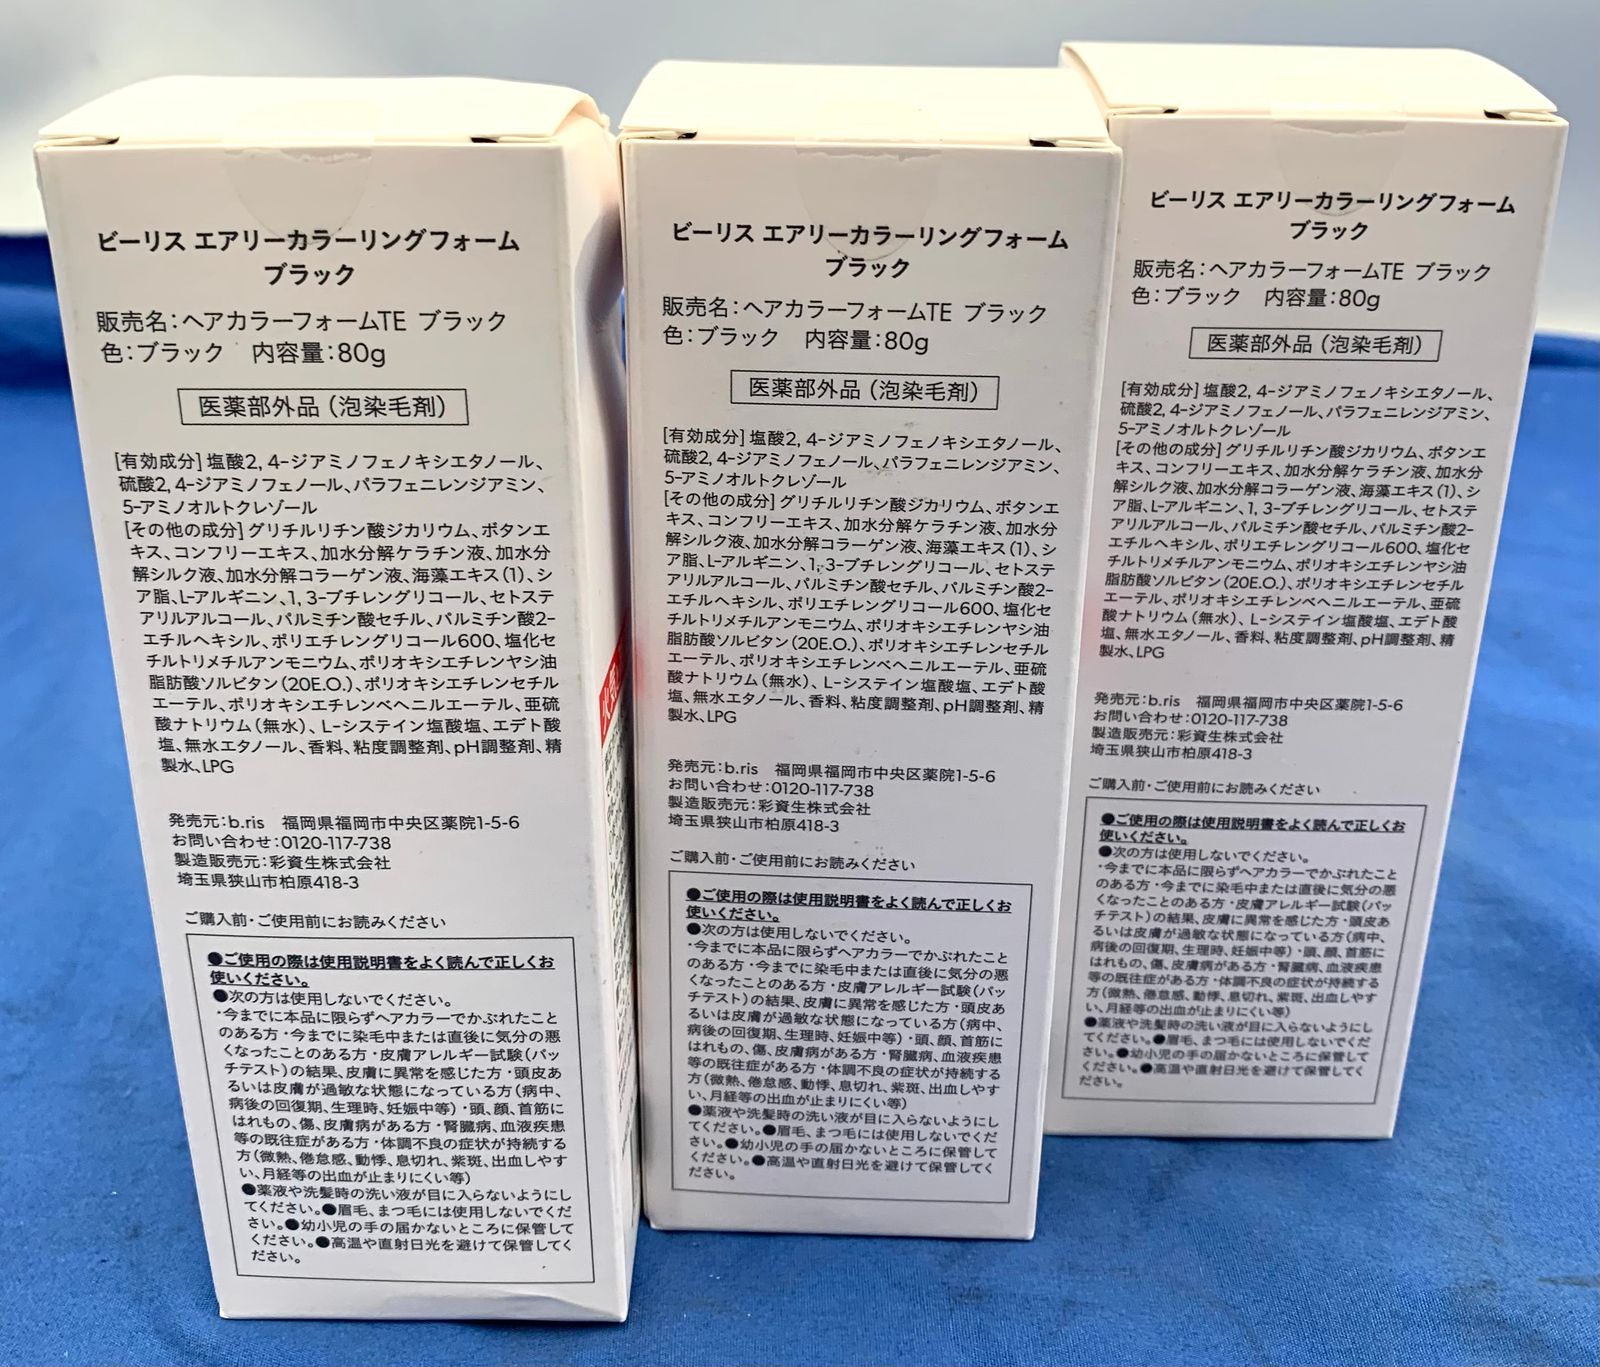 ビーリス エアリーカラーリングフォーム
ブラック
販売名：ヘアカラーフォームTE ブラック
色：ブラック 内容量：80g
医薬部外品（泡染毛剤）
[有効成分] 塩酸2, 4-ジアミノフェノキシエタノール、
硫酸2, 4-ジアミノフェノール、パラフェニレンジアミン、
5-アミノオルトクレゾール
[その他の成分] グリチルリチン酸ジカリウム、ボタンエ
キス、コンフリーエキス、加水分解ケラチン液、加水分
解シルク液、加水分解コラーゲン液、海藻エキス(1)、シ
ア脂、L-アルギニン、1, 3-ブチレングリコール、セトステ
アリルアルコール、パルミチン酸セチル、パルミチン酸2-
エチルヘキシル、ポリエチレングリコール600、塩化セ
チルトリメチルアンモニウム、ポリオキシエチレンヤシ油
脂肪酸ソルビタン(20E.O.)、ポリオキシエチレンセチル
エーテル、ポリオキシエチレンベヘニルエーテル、亜硫
酸ナトリウム(無水)、L-システイン塩酸塩、エデト酸
塩、無水エタノール、香料、粘度調整剤、pH調整剤、精
製水、LPG
発売元：b.ris 福岡県福岡市中央区薬院1-5-6
お問い合わせ：0120-117-738
製造販売元：彩資生株式会社
埼玉県狭山市柏原418-3
ご購入前・ご使用前にお読みください
●ご使用の際は使用説明書をよく読んで正しくお
使いください。
●次の方は使用しないでください。
・今までに本品に限らずヘアカラーでかぶれたこと
のある方・今までに染毛中または直後に気分の悪
くなったことのある方・皮膚アレルギー試験（パッ
チテスト）の結果、皮膚に異常を感じた方・頭皮あ
るいは皮膚が過敏な状態になっている方（病中、
病後の回復期、生理時、妊娠中等）・頭、顔、首筋に
はれもの、傷、皮膚病がある方・腎臓病、血液疾患
等の既往症がある方・体調不良の症状が持続する
方（微熱、倦怠感、動悸、息切れ、紫斑、出血しやす
い、月経等の出血が止まりにくい等）
●薬液や洗髪時の洗い液が目に入らないようにし
てください。●眉毛、まつ毛には使用しないでくだ
さい。●幼小児の手の届かないところに保管して
ください。●高温や直射日光を避けて保管してく
ださい。
ビーリス エアリーカラーリングフォーム
ブラック
販売名：ヘアカラーフォームTE ブラック
色：ブラック 内容量：80g
医薬部外品（泡染毛剤）
[有効成分] 塩酸2, 4-ジアミノフェノキシエタノール、
硫酸2, 4-ジアミノフェノール、パラフェニレンジアミン、
5-アミノオルトクレゾール
[その他の成分] グリチルリチン酸ジカリウム、ボタンエ
キス、コンフリーエキス、加水分解ケラチン液、加水分
解シルク液、加水分解コラーゲン液、海藻エキス(1)、シ
ア脂、L-アルギニン、1, 3-ブチレングリコール、セトステ
アリルアルコール、パルミチン酸セチル、パルミチン酸2-
エチルヘキシル、ポリエチレングリコール600、塩化セ
チルトリメチルアンモニウム、ポリオキシエチレンヤシ油
脂肪酸ソルビタン(20E.O.)、ポリオキシエチレンセチル
エーテル、ポリオキシエチレンベヘニルエーテル、亜硫
酸ナトリウム(無水)、L-システイン塩酸塩、エデト酸
塩、無水エタノール、香料、粘度調整剤、pH調整剤、精
製水、LPG
発売元：b.ris 福岡県福岡市中央区薬院1-5-6
お問い合わせ：0120-117-738
製造販売元：彩資生株式会社
埼玉県狭山市柏原418-3
ご購入前・ご使用前にお読みください
●ご使用の際は使用説明書をよく読んで正しくお
使いください。
●次の方は使用しないでください。
・今までに本品に限らずヘアカラーでかぶれたこと
のある方・今までに染毛中または直後に気分の悪
くなったことのある方・皮膚アレルギー試験（パッ
チテスト）の結果、皮膚に異常を感じた方・頭皮あ
るいは皮膚が過敏な状態になっている方（病中、
病後の回復期、生理時、妊娠中等）・頭、顔、首筋に
はれもの、傷、皮膚病がある方・腎臓病、血液疾患
等の既往症がある方・体調不良の症状が持続する
方（微熱、倦怠感、動悸、息切れ、紫斑、出血しやす
い、月経等の出血が止まりにくい等）
●薬液や洗髪時の洗い液が目に入らないようにし
てください。●眉毛、まつ毛には使用しないでくだ
さい。●幼小児の手の届かないところに保管して
ください。●高温や直射日光を避けて保管してく
ださい。
ビーリス エアリーカラーリングフォーム
ブラック
販売名：ヘアカラーフォームTE ブラック
色：ブラック 内容量：80g
医薬部外品（泡染毛剤）
[有効成分] 塩酸2, 4-ジアミノフェノキシエタノール、
硫酸2, 4-ジアミノフェノール、パラフェニレンジアミン、
5-アミノオルトクレゾール
[その他の成分] グリチルリチン酸ジカリウム、ボタンエ
キス、コンフリーエキス、加水分解ケラチン液、加水分
解シルク液、加水分解コラーゲン液、海藻エキス(1)、シ
ア脂、L-アルギニン、1, 3-ブチレングリコール、セトステ
アリルアルコール、パルミチン酸セチル、パルミチン酸2-
エチルヘキシル、ポリエチレングリコール600、塩化セ
チルトリメチルアンモニウム、ポリオキシエチレンヤシ油
脂肪酸ソルビタン(20E.O.)、ポリオキシエチレンセチル
エーテル、ポリオキシエチレンベヘニルエーテル、亜硫
酸ナトリウム(無水)、L-システイン塩酸塩、エデト酸
塩、無水エタノール、香料、粘度調整剤、pH調整剤、精
製水、LPG
発売元：b.ris 福岡県福岡市中央区薬院1-5-6
お問い合わせ：0120-117-738
製造販売元：彩資生株式会社
埼玉県狭山市柏原418-3
ご購入前・ご使用前にお読みください
●ご使用の際は使用説明書をよく読んで正しくお
使いください。
●次の方は使用しないでください。
・今までに本品に限らずヘアカラーでかぶれたこと
のある方・今までに染毛中または直後に気分の悪
くなったことのある方・皮膚アレルギー試験（パッ
チテスト）の結果、皮膚に異常を感じた方・頭皮あ
るいは皮膚が過敏な状態になっている方（病中、
病後の回復期、生理時、妊娠中等）・頭、顔、首筋に
はれもの、傷、皮膚病がある方・腎臓病、血液疾患
等の既往症がある方・体調不良の症状が持続する
方（微熱、倦怠感、動悸、息切れ、紫斑、出血しやす
い、月経等の出血が止まりにくい等）
●薬液や洗髪時の洗い液が目に入らないようにし
てください。●眉毛、まつ毛には使用しないでくだ
さい。●幼小児の手の届かないところに保管して
ください。●高温や直射日光を避けて保管してく
ださい。